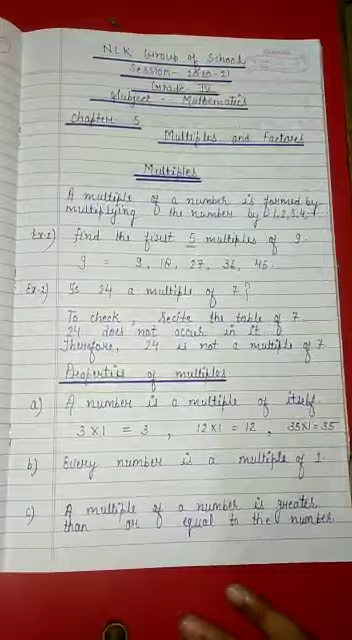 NLK Group of School
Session - 2020-21
Grade - IV
Subject - Mathematics
Chapter 5
Multiples and Factors
Multiples
A multiple of a number is formed by
multiplying the number by 1,2,3,4....
Ex-1) find the first 5 multiples of 9.
9 = 9, 18, 27, 36, 45.
Ex-2) Is 24 a multiple of 7?
To check, Recite the table of 7.
24 does not occur in it
Therefore, 24 is not a multiple of 7
Properties of multiples
a) A number is a multiple of itself.
3 x 1 = 3, 12 x 1 = 12, 35 x 1 = 35
b) Every number is a multiple of 1.
c) A multiple of a number is greater
than or equal to the number